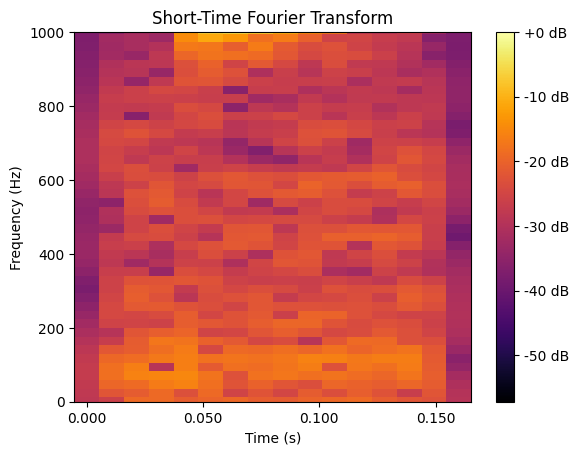 Short-Time Fourier Transform
1000
800
600
400
200
0
Frequency (Hz)
0.000
0.050
0.100
0.150
Time (s)
+0 dB
-10 dB
-20 dB
-30 dB
-40 dB
-50 dB